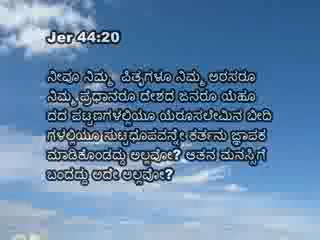 Jer 44:20
ನೀವೂ ನಿಮ್ಮ ಪಿತೃಗಳೂ ನಿಮ್ಮ ಅರಸರೂ
ನಿಮ್ಮ ಪ್ರಧಾನರೂ ದೇಶದ ಜನರೂ ಯೆಹೂ
ದದ ಪಟ್ಟಣಗಳಲ್ಲಿಯೂ ಯೆರೂಸಲೇಮಿನ ಬೀದಿ
ಗಳಲ್ಲಿಯೂ ಸುಟ್ಟಧೂಪವನ್ನೇ ಕರ್ತನು ಜ್ಞಾಪಕ
ಮಾಡಿಕೊಂಡದ್ದು ಅಲ್ಲವೋ? ಆತನ ಮನಸ್ಸಿಗೆ
ಬಂದದ್ದು ಅದೇ ಅಲ್ಲವೋ?